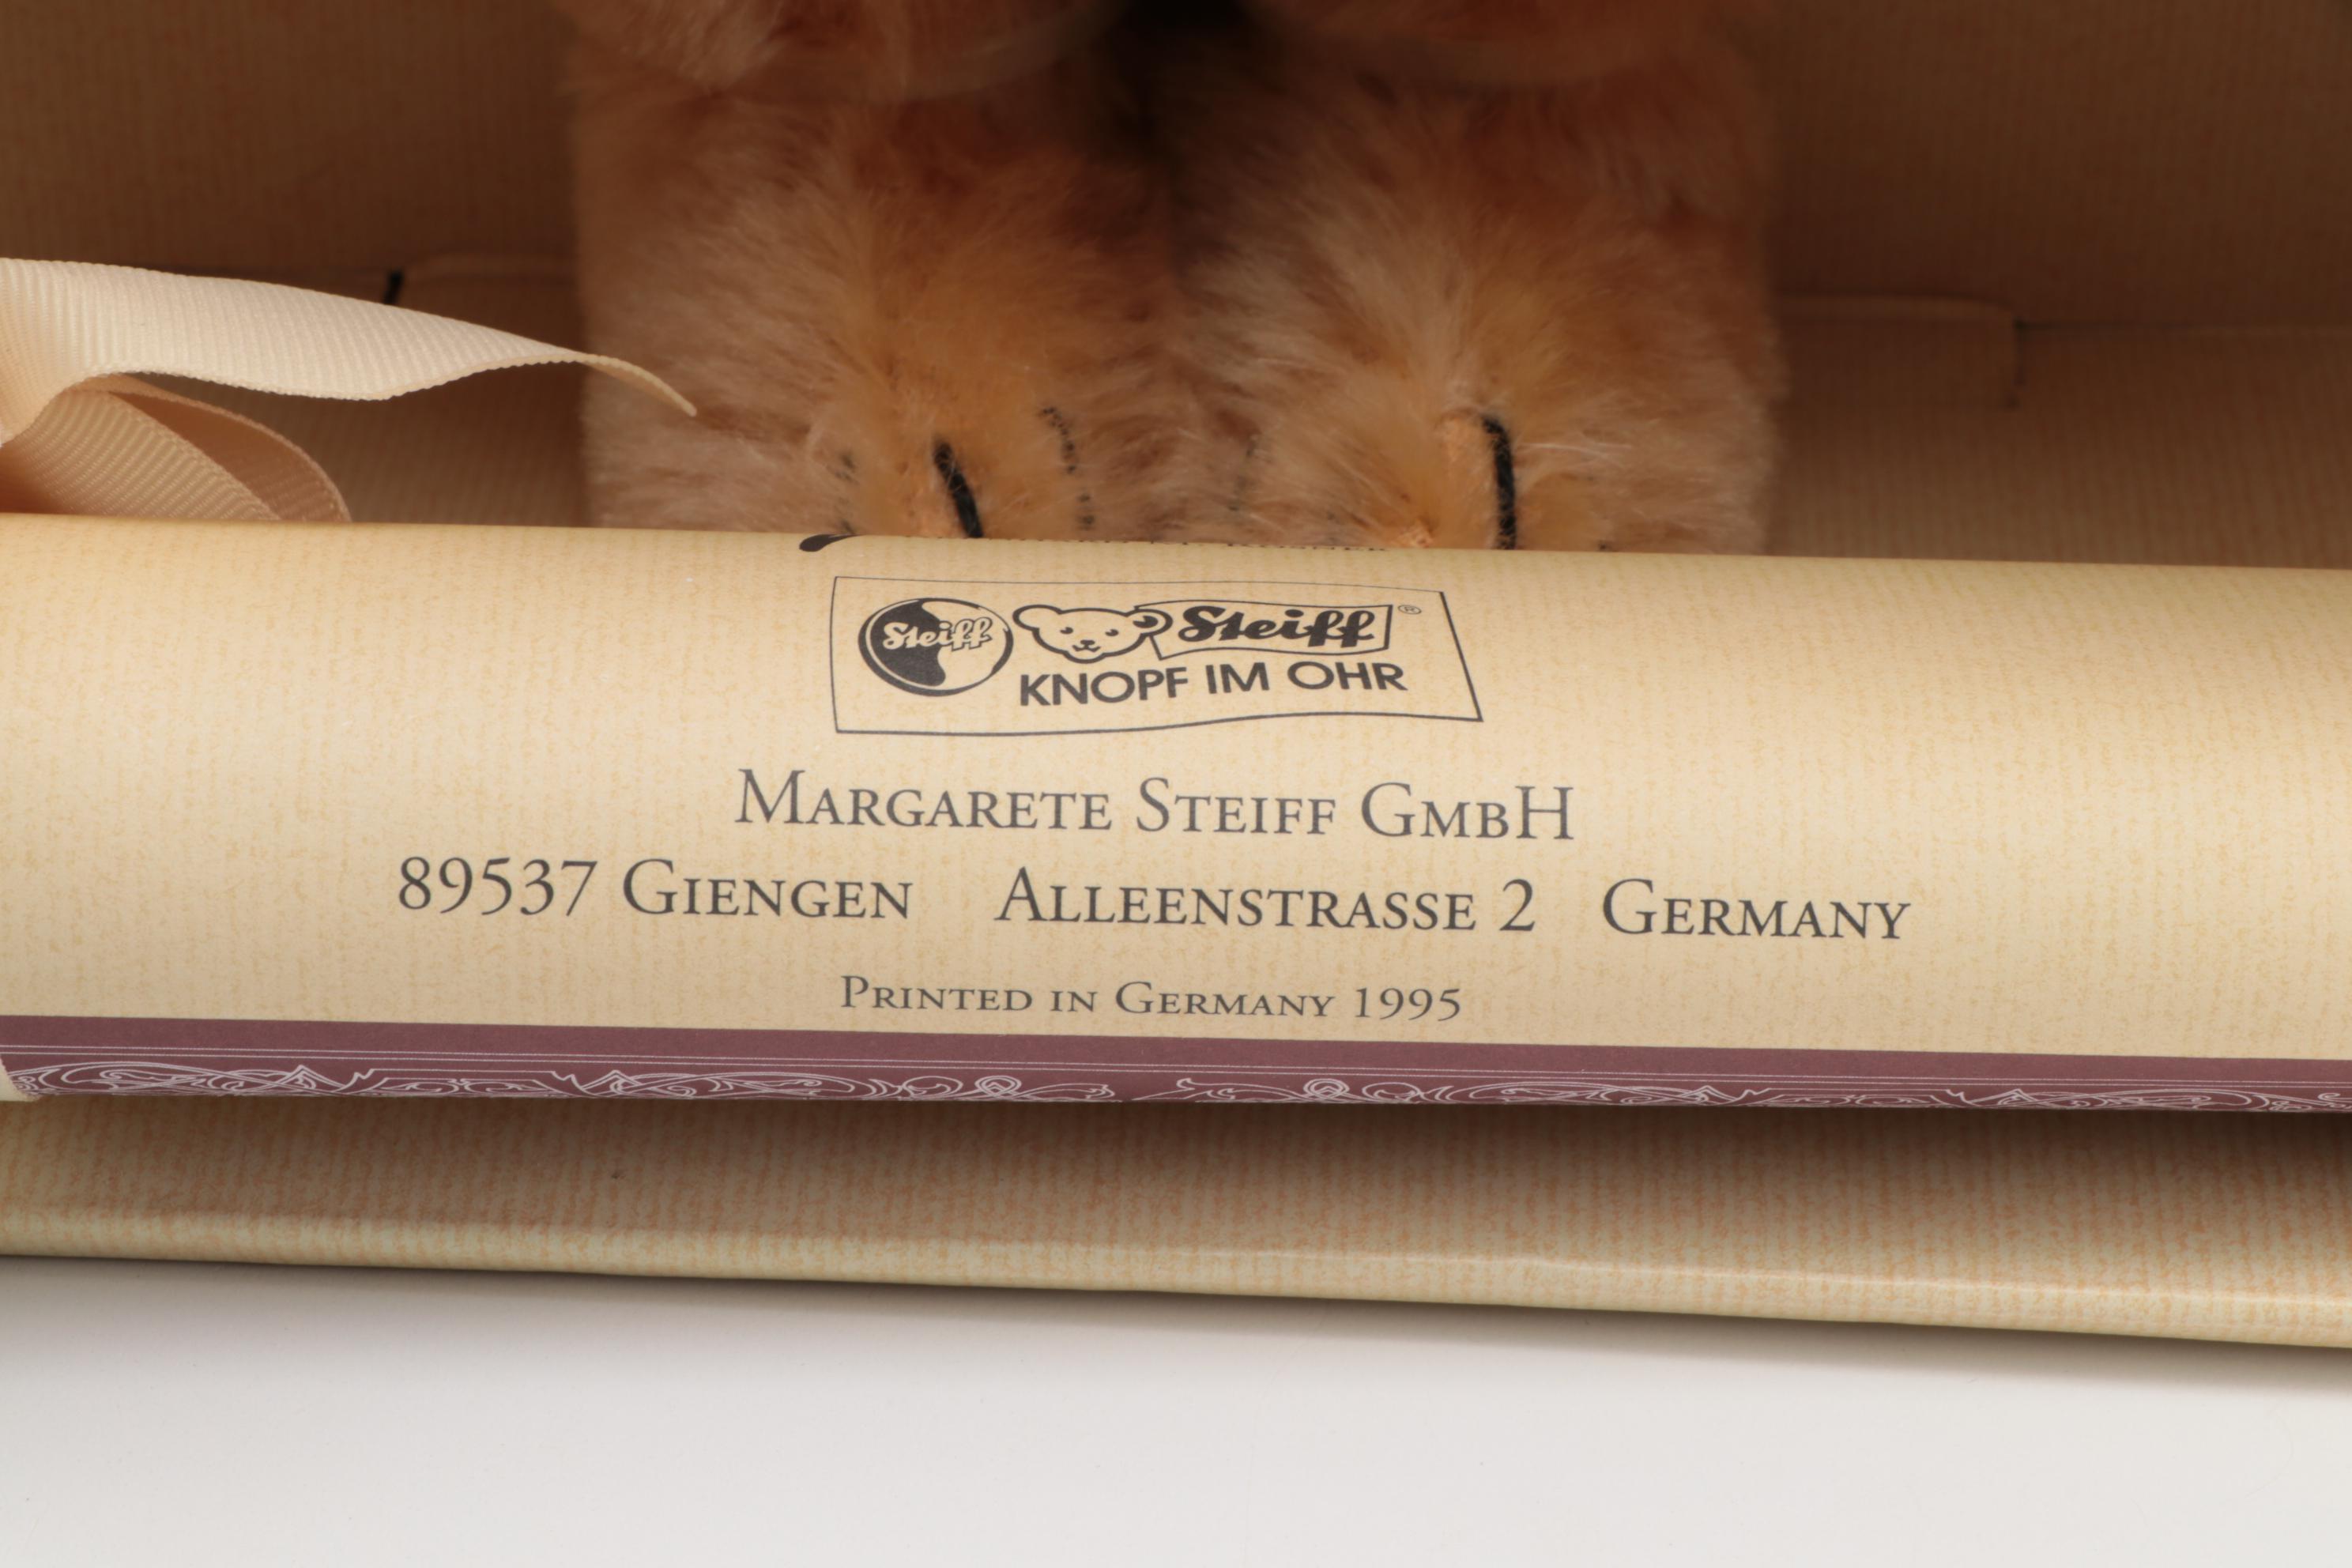 Steiff
Steiff ®
KNOPF IM OHR
MARGARETE STEIFF GMBH
89537 GIENGEN ALLEENSTRASSE 2 GERMANY
PRINTED IN GERMANY 1995